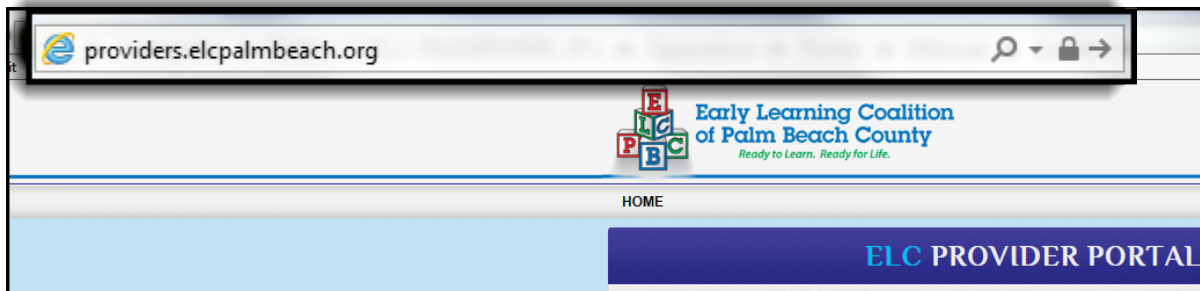 providers.elcpalmbeach.org
it
E
L C
P B C
Early Learning Coalition
of Palm Beach County
Ready to Learn. Ready for Life.
HOME
ELC PROVIDER PORTAL